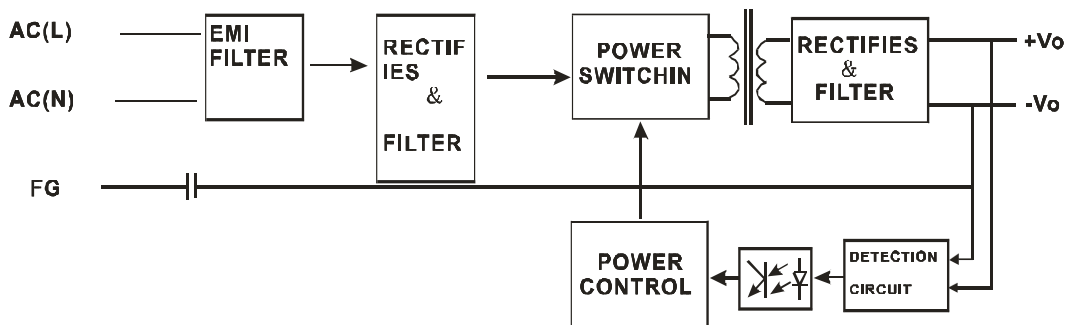 AC(L)
AC(N)
FG
EMI
FILTER
RECTIF
IES
&
FILTER
POWER
SWITCHIN
RECTIFIES
&
FILTER
+Vo
-Vo
POWER
CONTROL
DETECTION
CIRCUIT